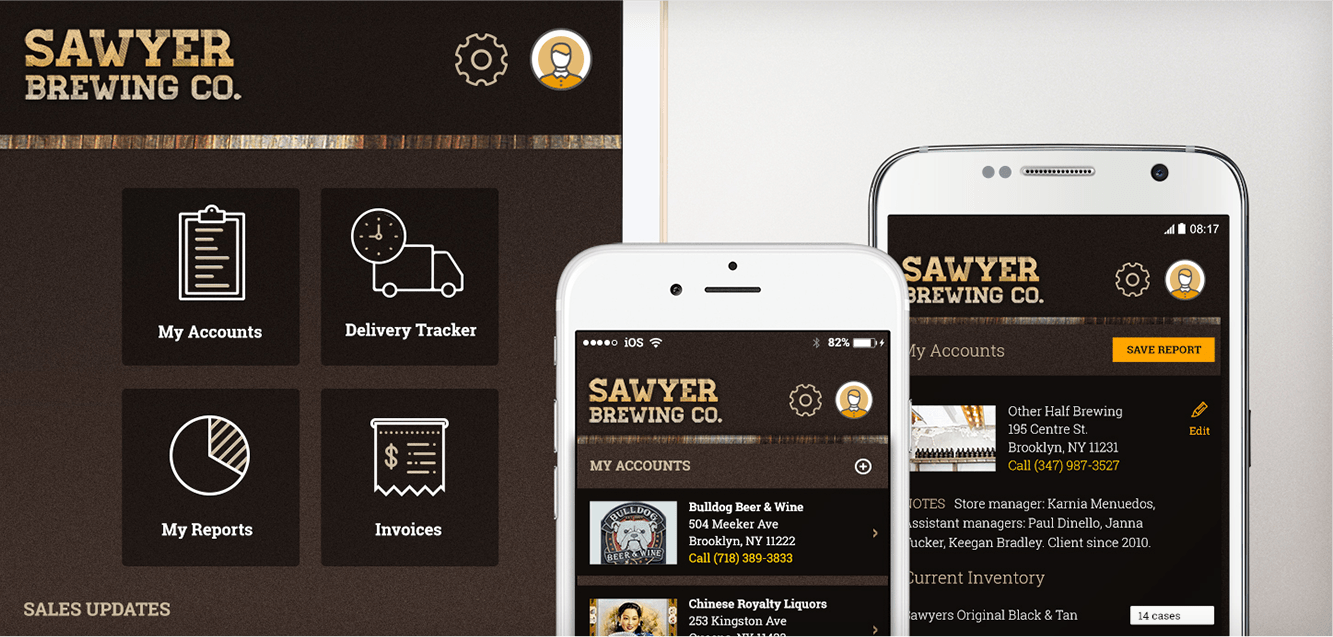 SAWYER
BREWING CO.
My Accounts
Delivery Tracker
My Reports
Invoices
SALES UPDATES
iOS
82%
SAWYER
BREWING CO.
MY ACCOUNTS
BULLDOG
BEER & WINE
Bulldog Beer & Wine
504 Meeker Ave
Brooklyn, NY 11222
Call (718) 389-3833
Chinese Royalty Liquors
253 Kingston Ave
08:17
SAWYER
BREWING CO.
My Accounts
SAVE REPORT
Other Half Brewing
195 Centre St.
Brooklyn, NY 11231
Call (347) 987-3527
Edit
NOTES Store manager: Karnia Menuedos,
Assistant managers: Paul Dinello, Janna
Tucker, Keegan Bradley. Client since 2010.
Current Inventory
Sawyers Original Black & Tan
14 cases